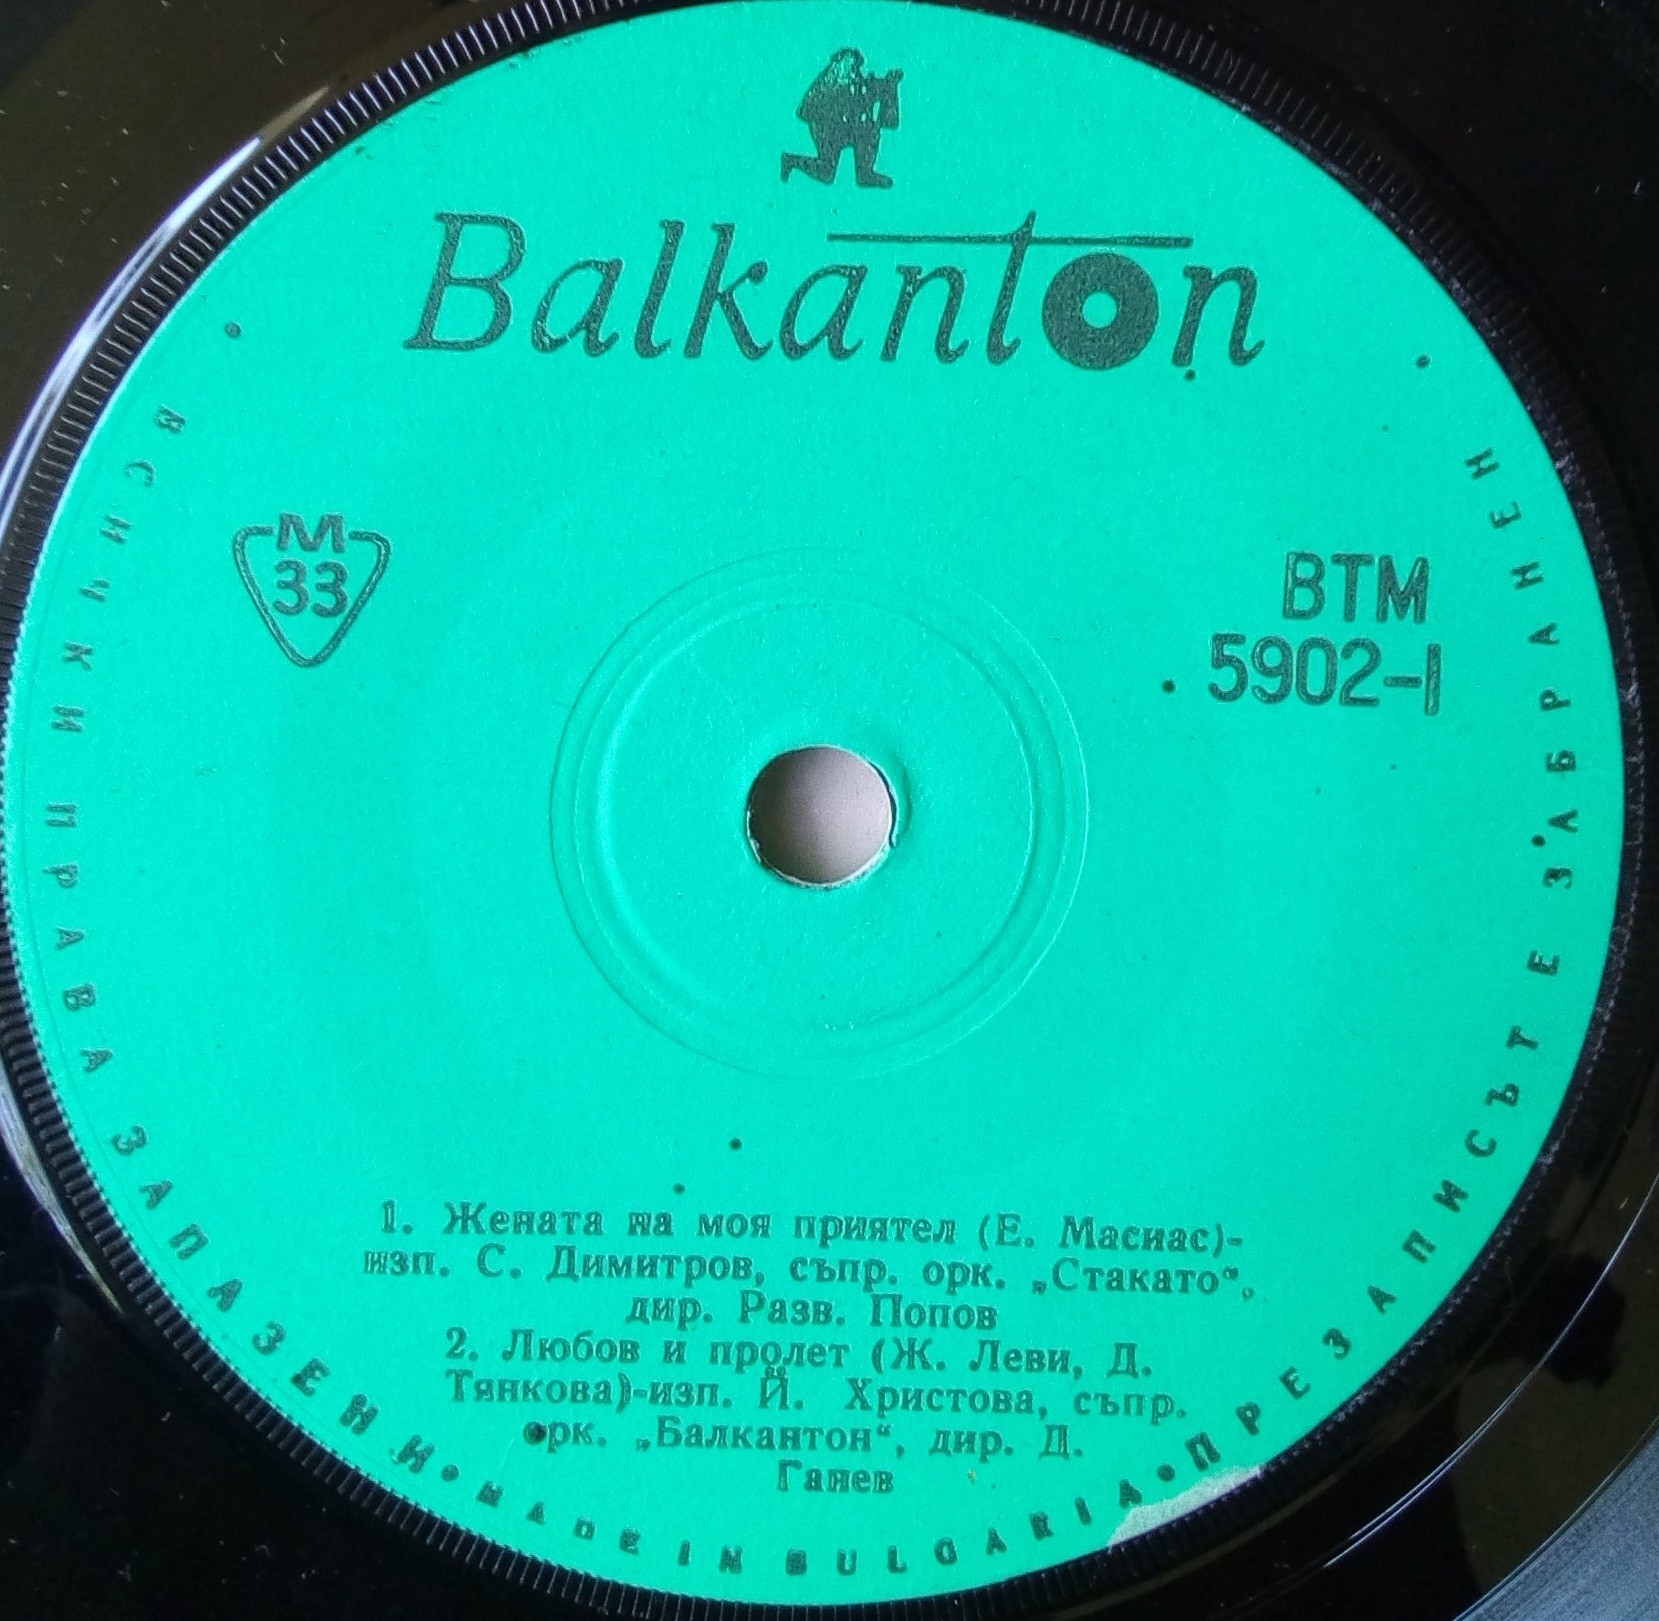 Balkanton
M
33
BTM
5902-I
1. Жената на моя приятел (Е. Масиас)-
изп. С. Димитров, съпр. орк. „Стакато“,
дир. Разв. Попов
2. Любов и пролет (Ж. Леви, Д.
Тянкова)-изп. Й. Христова, съпр.
орк. „Балкантон“, дир. Д.
Ганев
• ВСИЧКИ ПРАВА ЗАПАЗЕНИ • MADE IN BULGARIA • ПРЕЗАПИСЪТ Е ЗАБРАНЕН •